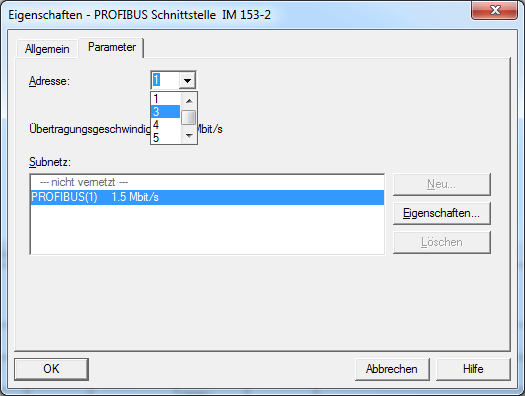 Eigenschaften - PROFIBUS Schnittstelle IM 153-2
Allgemein Parameter
Adresse: 1
1
3
4
5
Übertragungsgeschwindig Mbit/s
Subnetz:
--- nicht vernetzt ---
PROFIBUS(1) 1.5 Mbit/s
Neu...
Eigenschaften...
Löschen
OK Abbrechen Hilfe